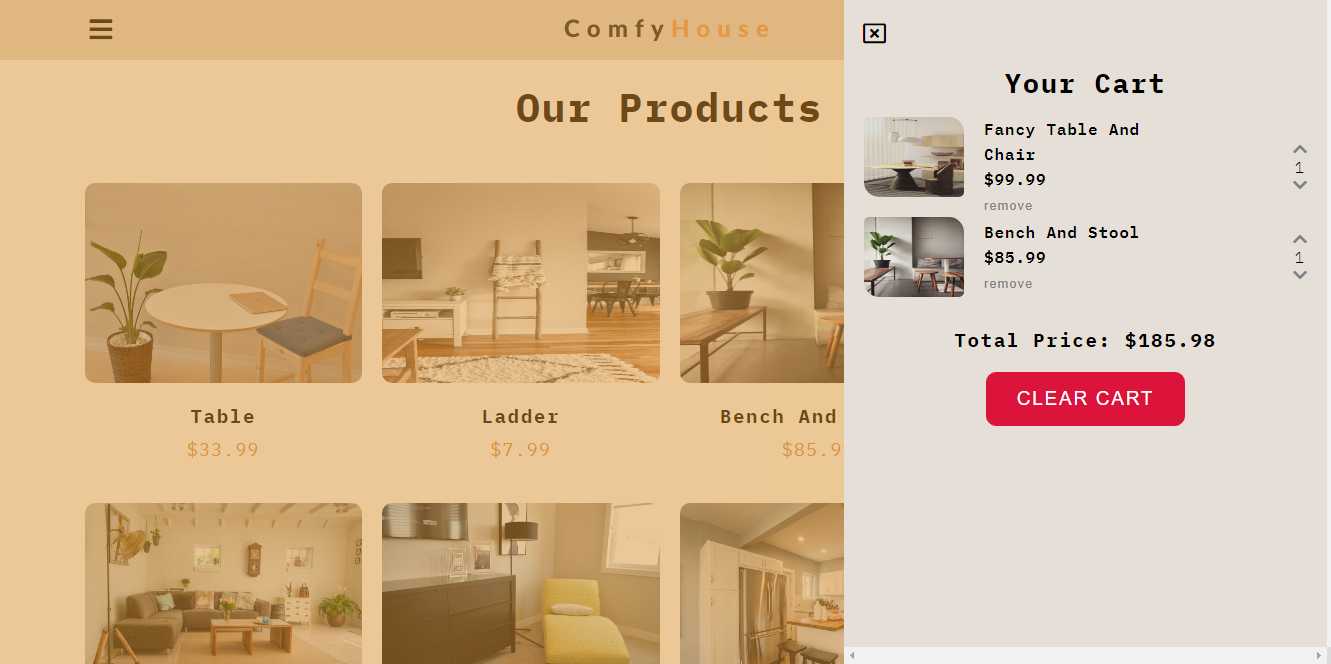 ComfyHouse
Our Products
Table
$33.99
Ladder
$7.99
Bench And
$85.9
Your Cart
Fancy Table And
Chair
$99.99
remove
1
Bench And Stool
$85.99
remove
1
Total Price: $185.98
CLEAR CART